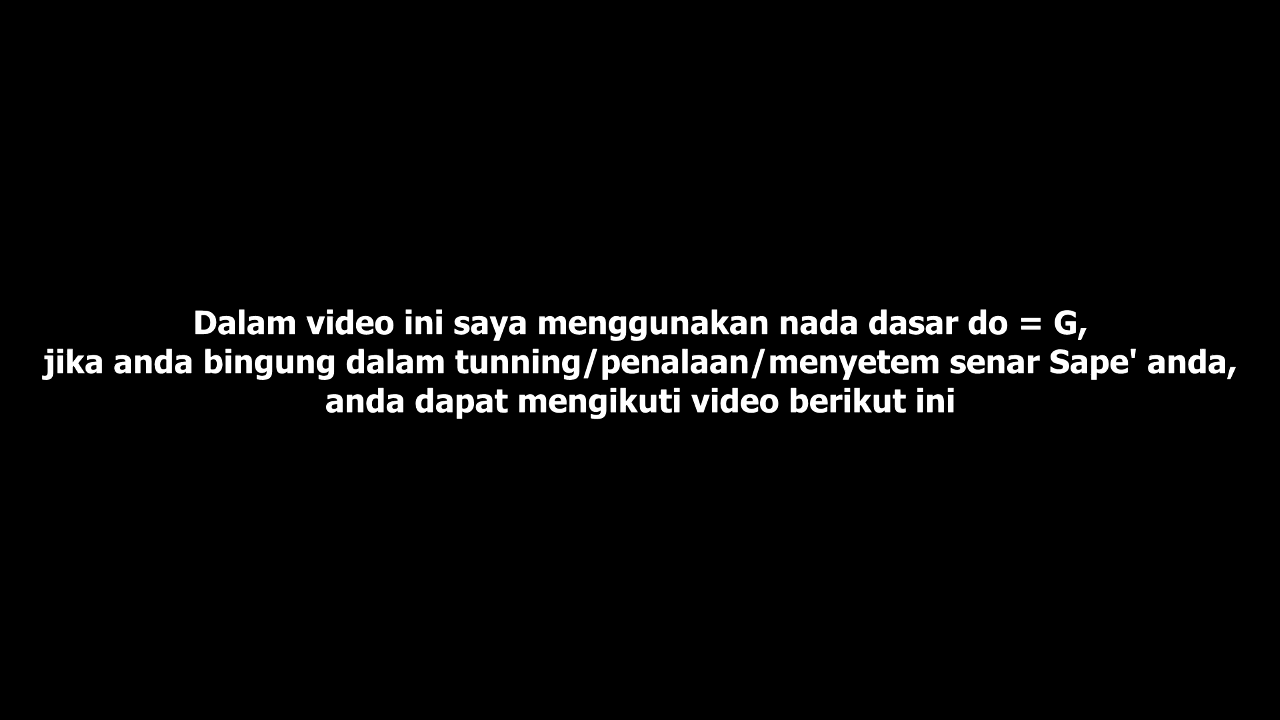 Dalam video ini saya menggunakan nada dasar do = G,
jika anda bingung dalam tunning/penalaan/menyetem senar Sape' anda,
anda dapat mengikuti video berikut ini